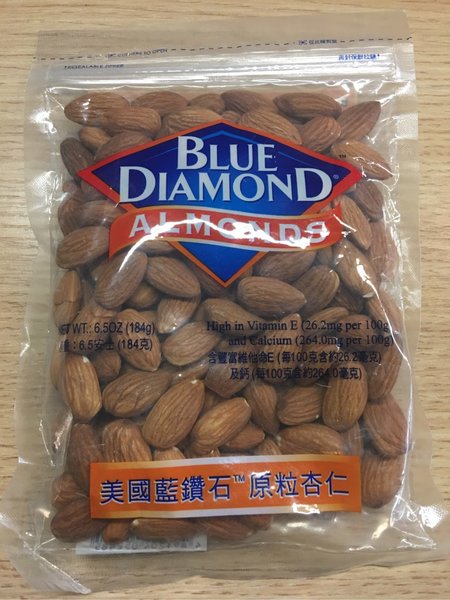 BLUE
DIAMOND®
ALMONDS
NET WT.: 6.5OZ (184g)
重：6.5安士 (184克)
High in Vitamin E (26.2mg per 100g)
and Calcium (264.0mg per 100g)
含豐富維他命E (每100克含約26.2毫克)
及鈣 (每100克含約264.0毫克)
美國藍鑽石™原粒杏仁